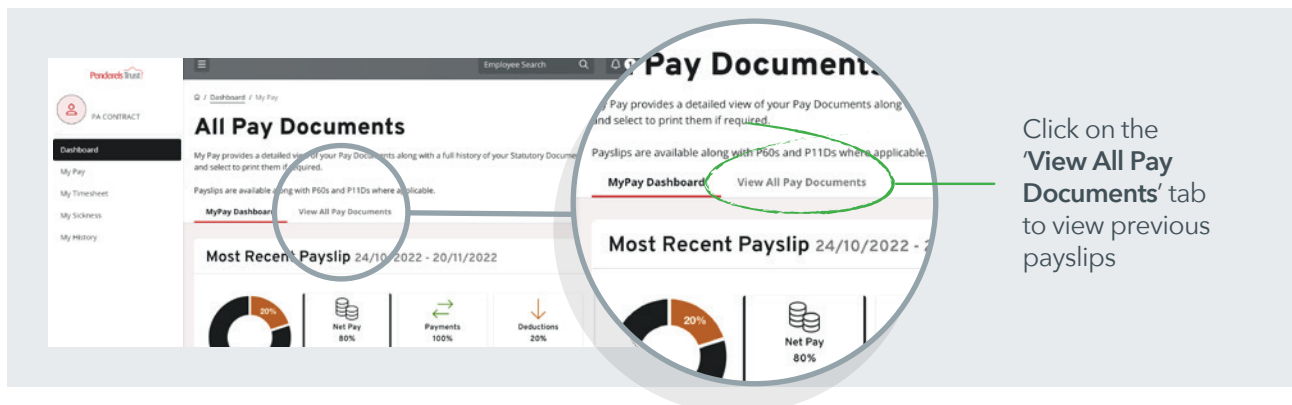 Penderels Trust
PA CONTRACT
Dashboard
My Pay
My Timesheet
My Sickness
My History
Employee Search
/ Dashboard / My Pay
All Pay Documents
My Pay provides a detailed view of your Pay Documents along with a full history of your Statutory Docume
and select to print them if required.
Payslips are available along with P60s and P11Ds where applicable.
MyPay Dashboard View All Pay Documents
Most Recent Payslip 24/10/2022 - 20/11/2022
20%
Net Pay
80%
Payments
100%
Deductions
20%
Pay Documents
y Pay provides a detailed view of your Pay Documents along
and select to print them if required.
Payslips are available along with P60s and P11Ds where applicable.
MyPay Dashboard View All Pay Documents
Most Recent Payslip 24/10/2022 - 2
20%
Net Pay
80%
Click on the
‘View All Pay
Documents’ tab
to view previous
payslips